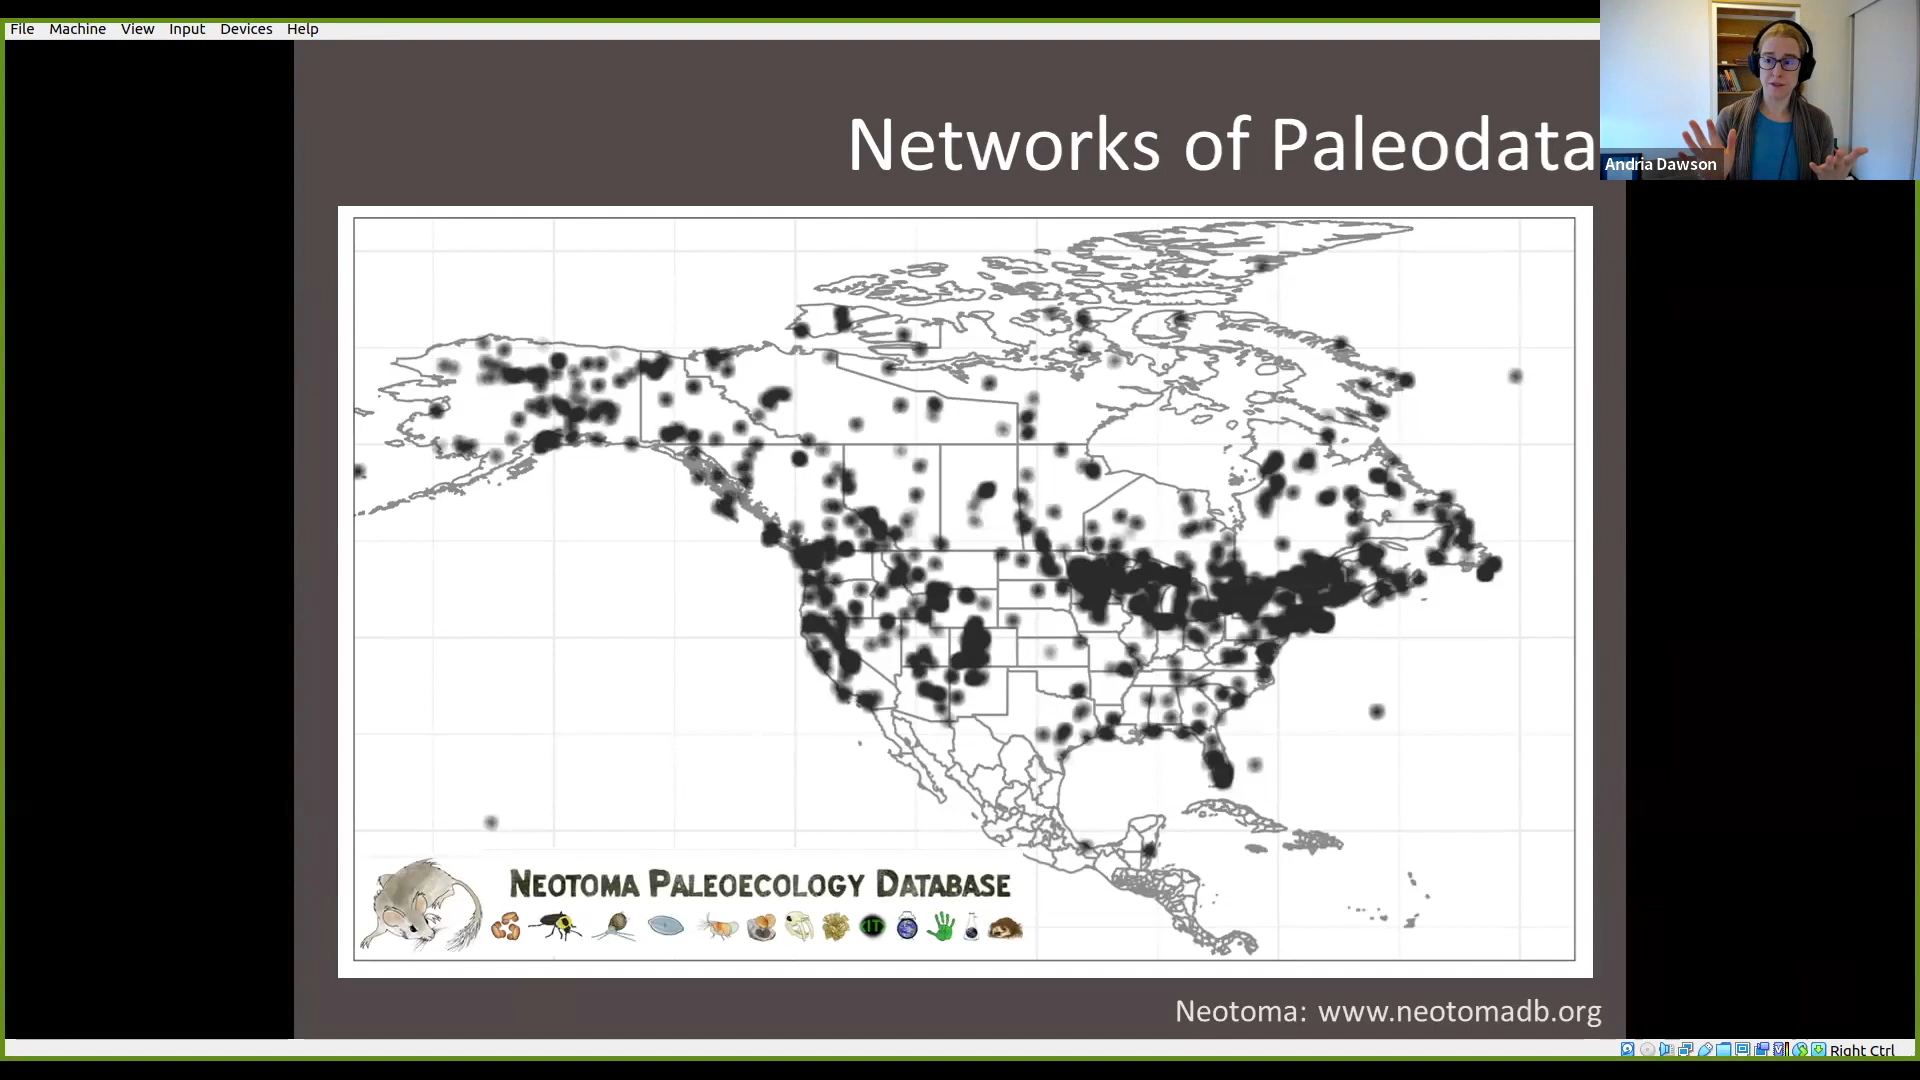 File Machine View Input Devices Help
Networks of Paleodata
Andria Dawson
NEOTOMA PALEOECOLOGY DATABASE
IT
Neotoma: www.neotomadb.org
Right Ctrl